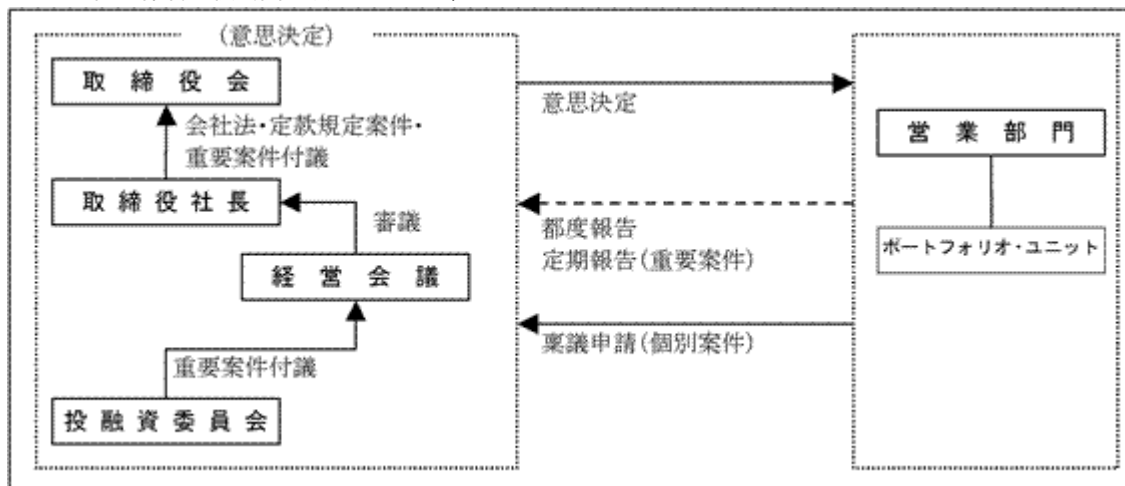 (意思決定)
取締役会
会社法・定款規定案件・
重要案件付議
取締役社長
審議
経営会議
重要案件付議
投融資委員会
意思決定
都度報告
定期報告(重要案件)
稟議申請(個別案件)
営業部門
ポートフォリオ・ユニット